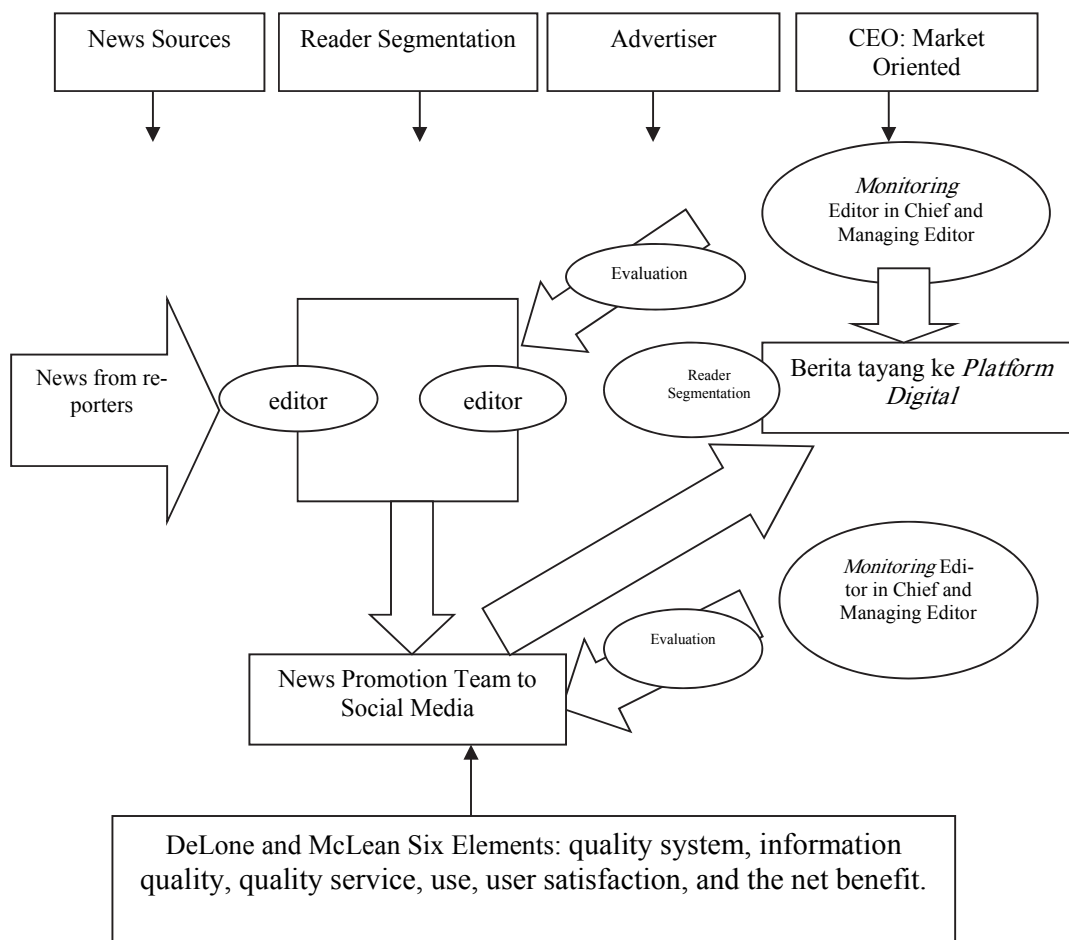 News Sources
Reader Segmentation
Advertiser
CEO: Market
Oriented
Monitoring
Editor in Chief and
Managing Editor
Evaluation
News from re-
porters
editor
editor
Reader
Segmentation
Berita tayang ke Platform
Digital
Monitoring Edi-
tor in Chief and
Managing Editor
Evaluation
News Promotion Team to
Social Media
DeLone and McLean Six Elements: quality system, information
quality, quality service, use, user satisfaction, and the net benefit.